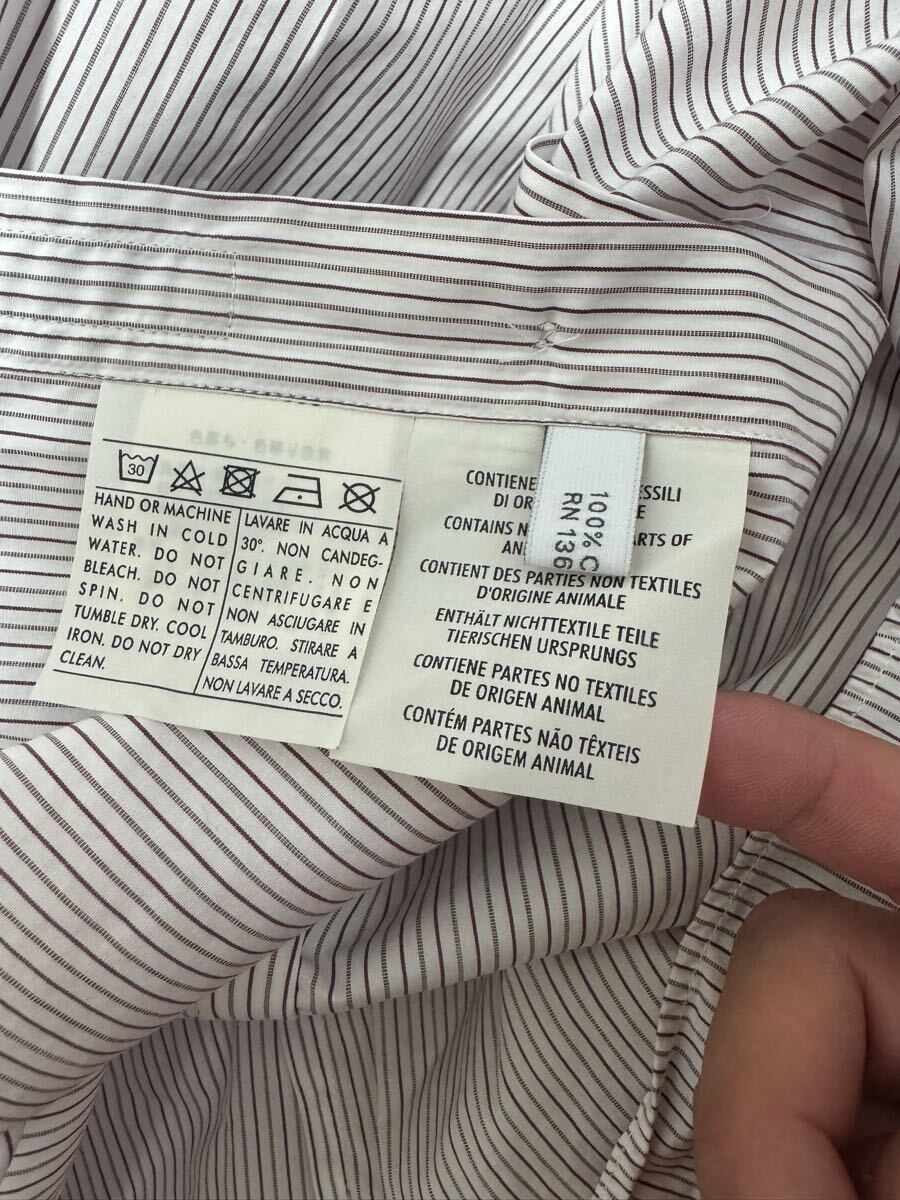 30
HAND OR MACHINE
WASH IN COLD
WATER. DO NOT
BLEACH. DO NOT
SPIN. DO NOT
TUMBLE DRY. COOL
IRON. DO NOT DRY
CLEAN.
LAVARE IN ACQUA A
30°. NON CANDEG-
GIARE. NON
CENTRIFUGARE E
NON ASCIUGARE IN
TAMBURO. STIRARE A
BASSA TEMPERATURA.
NON LAVARE A SECCO.
100% C
RN 136
CONTIENE
DI OR
CONTAINS N
ARTS OF
AN
CONTIENT DES PARTIES NON TEXTILES
D'ORIGINE ANIMALE
ENTHÄLT NICHTTEXTILE TEILE
TIERISCHEN URSPRUNGS
CONTIENE PARTES NO TEXTILES
DE ORIGEN ANIMAL
CONTÉM PARTES NÃO TÊXTEIS
DE ORIGEM ANIMAL